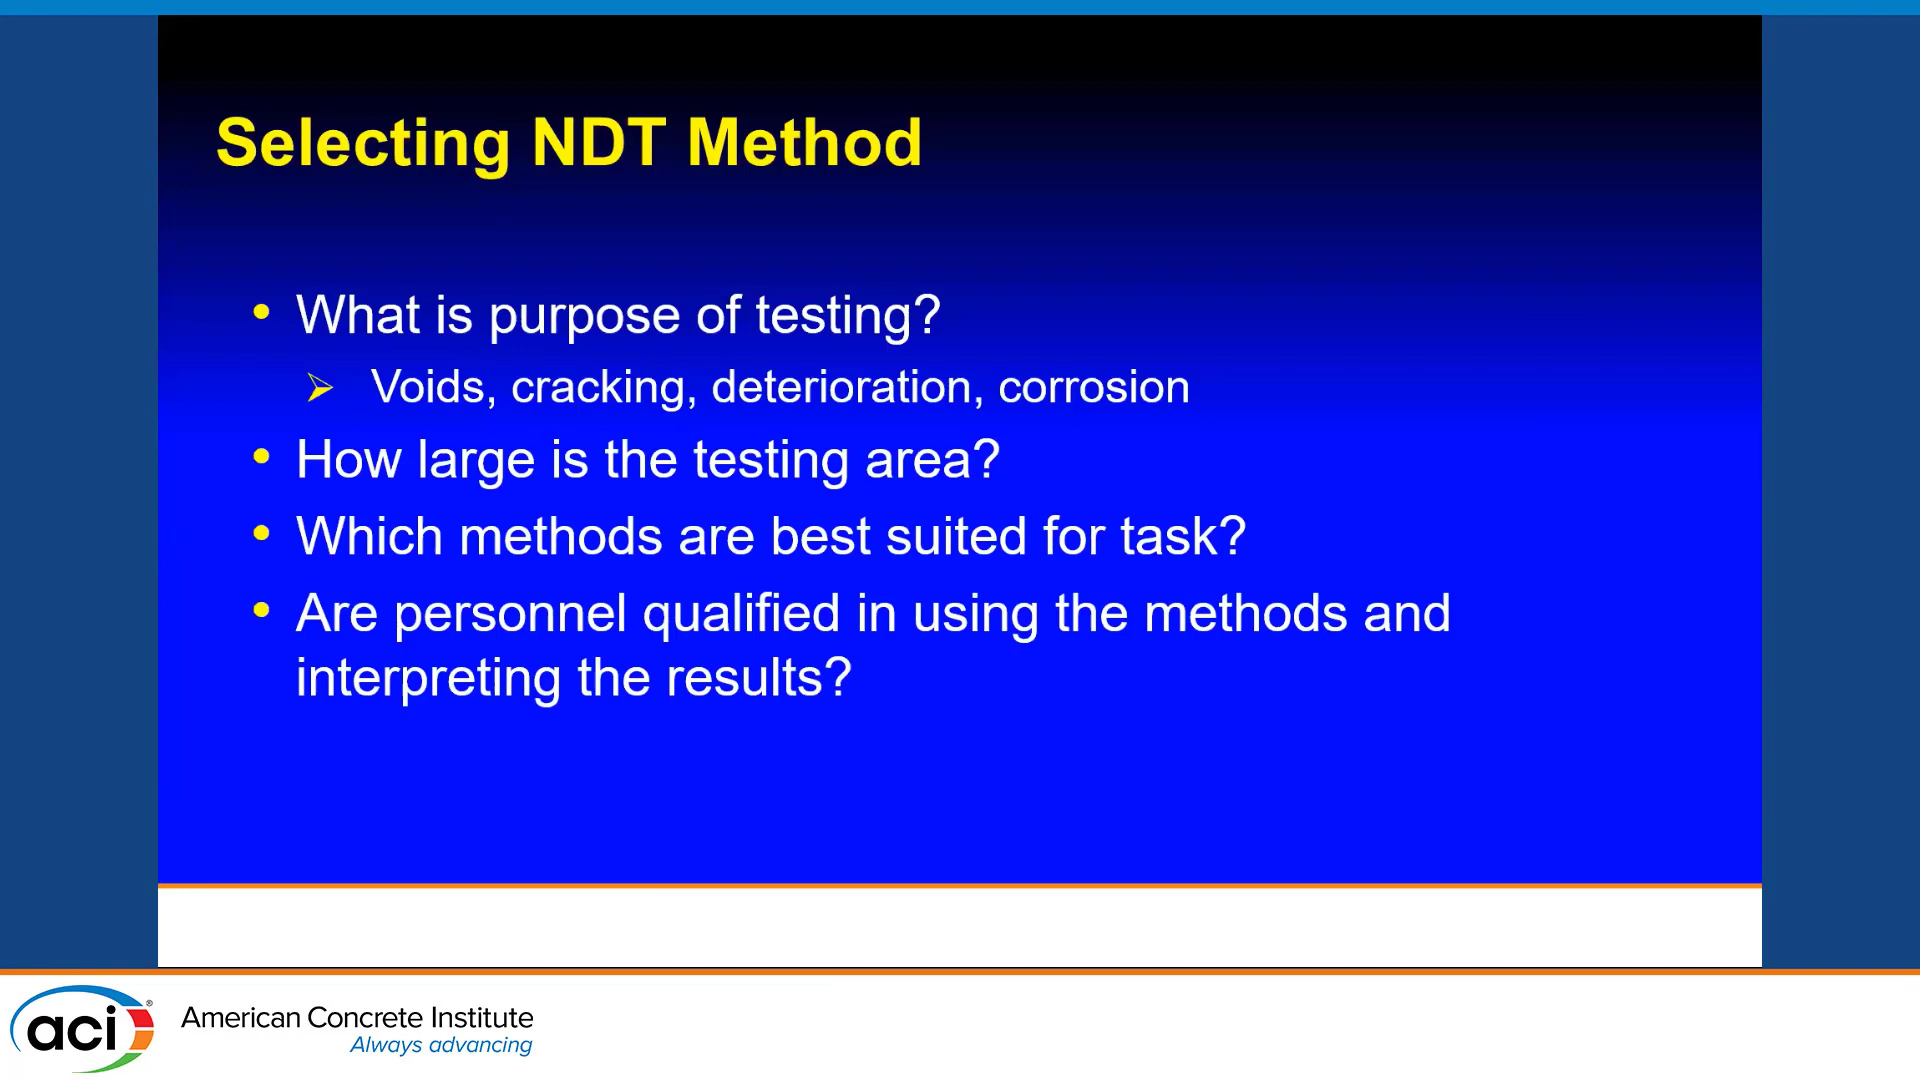 Selecting NDT Method
• What is purpose of testing?
➢ Voids, cracking, deterioration, corrosion
• How large is the testing area?
• Which methods are best suited for task?
• Are personnel qualified in using the methods and
interpreting the results?
aci®
American Concrete Institute
Always advancing